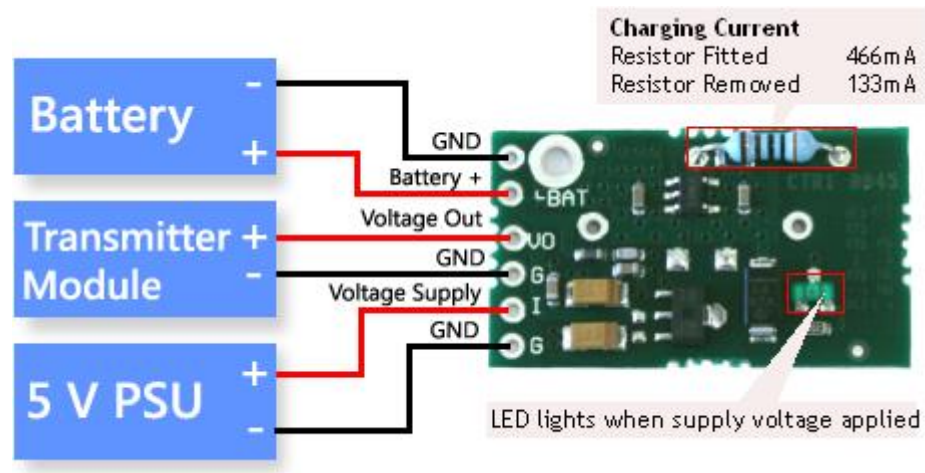 Charging Current
Resistor Fitted 466mA
Resistor Removed 133mA
Battery
-
+
GND
Battery +
BAT
Transmitter
Module
+
-
Voltage Out
GND
VO
G
Voltage Supply
GND
I
G
5 V PSU
+
-
LED lights when supply voltage applied